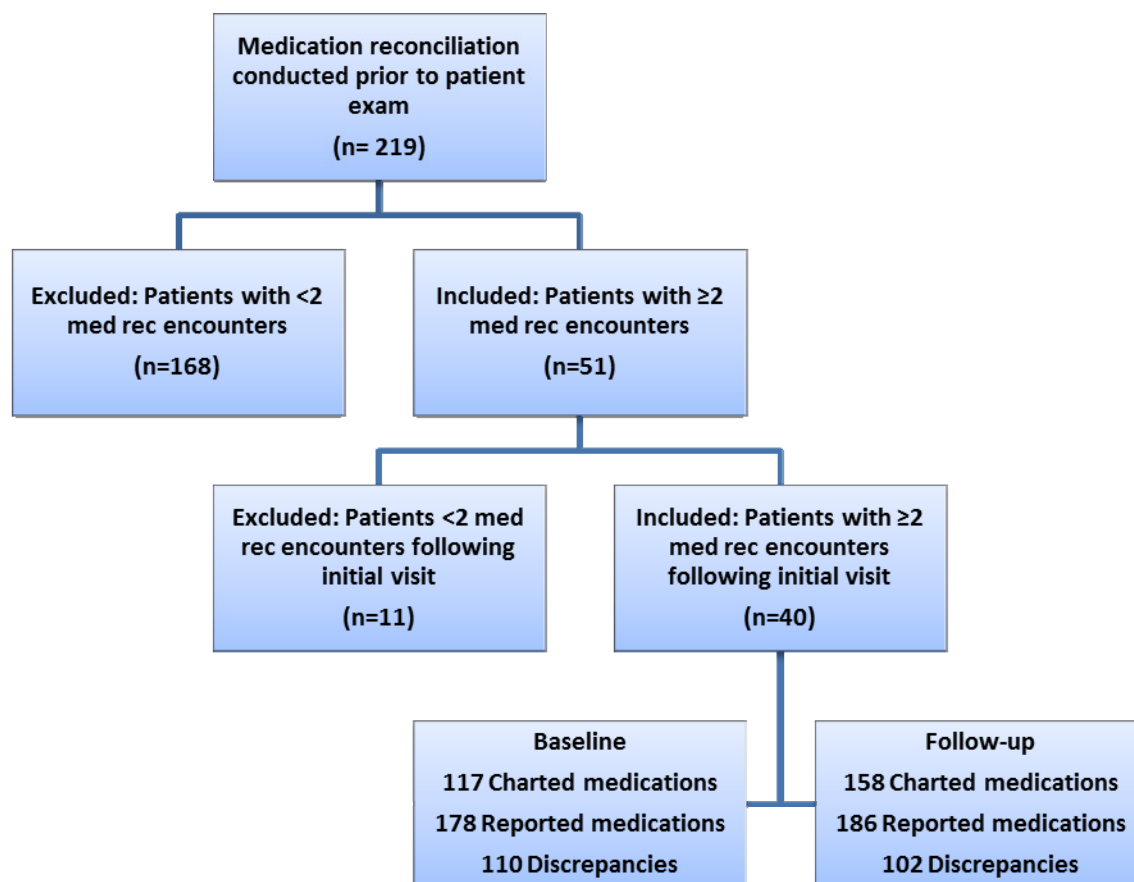 Medication reconciliation
conducted prior to patient
exam
(n= 219)
Excluded: Patients with <2
med rec encounters
(n=168)
Included: Patients with ≥2
med rec encounters
(n=51)
Excluded: Patients <2 med
rec encounters following
initial visit
(n=11)
Included: Patients with ≥2
med rec encounters
following initial visit
(n=40)
Baseline
117 Charted medications
178 Reported medications
110 Discrepancies
Follow-up
158 Charted medications
186 Reported medications
102 Discrepancies